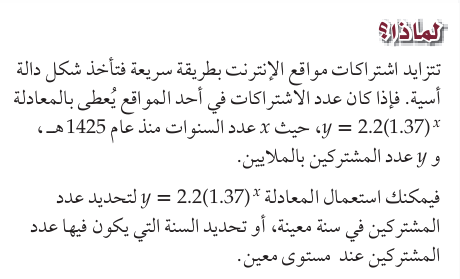 لماذا؟
تتزايد اشتراكات مواقع الإنترنت بطريقة سريعة فتأخذ شكل دالة
أسية. فإذا كان عدد الاشتراكات في أحد المواقع يُعطى بالمعادلة
y = 2.2(1.37)ˣ، حيث x عدد السنوات منذ عام 1425هـ ،
و y عدد المشتركين بالملايين.
فيمكنك استعمال المعادلة y = 2.2(1.37)ˣ لتحديد عدد
المشتركين في سنة معينة، أو تحديد السنة التي يكون فيها عدد
المشتركين عند مستوى معين.